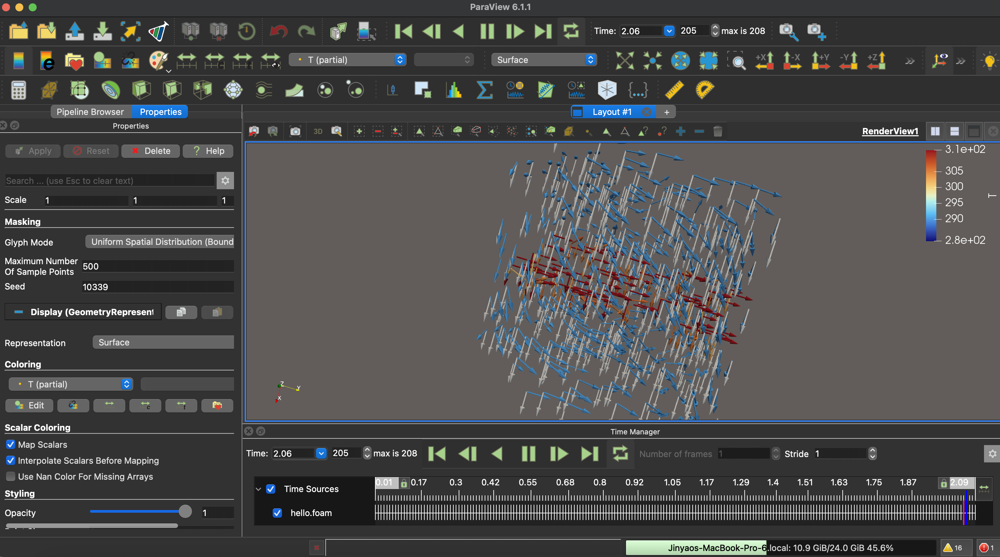 ParaView 6.1.1
Time: 2.06 205 max is 208
T (partial) Surface +X -X +Y -Y +Z
Pipeline Browser Properties Layout #1 +
Properties
3D RenderView1
Apply Reset Delete Help
Search ... (use Esc to clear text)
Scale 1 1 1
Masking
Glyph Mode Uniform Spatial Distribution (Bound
Maximum Number
Of Sample Points 500
Seed 10339
Display (GeometryRepresent
Representation Surface
Coloring
T (partial)
Edit c t
Scalar Coloring
Map Scalars
Interpolate Scalars Before Mapping
Use Nan Color For Missing Arrays
Styling
Opacity 1
3.1e+02
305
300
295
290
2.8e+02
T
Z
Y
X
Time Manager
Time: 2.06 205 max is 208 Number of frames 1 Stride 1
0.01 0.17 0.3 0.42 0.55 0.68 0.8 0.92 1.05 1.17 1.29 1.4 1.51 1.63 1.75 1.87 2.09
Time Sources
hello.foam
Jinyaos-MacBook-Pro-6.local: 10.9 GiB/24.0 GiB 45.6% 16 1